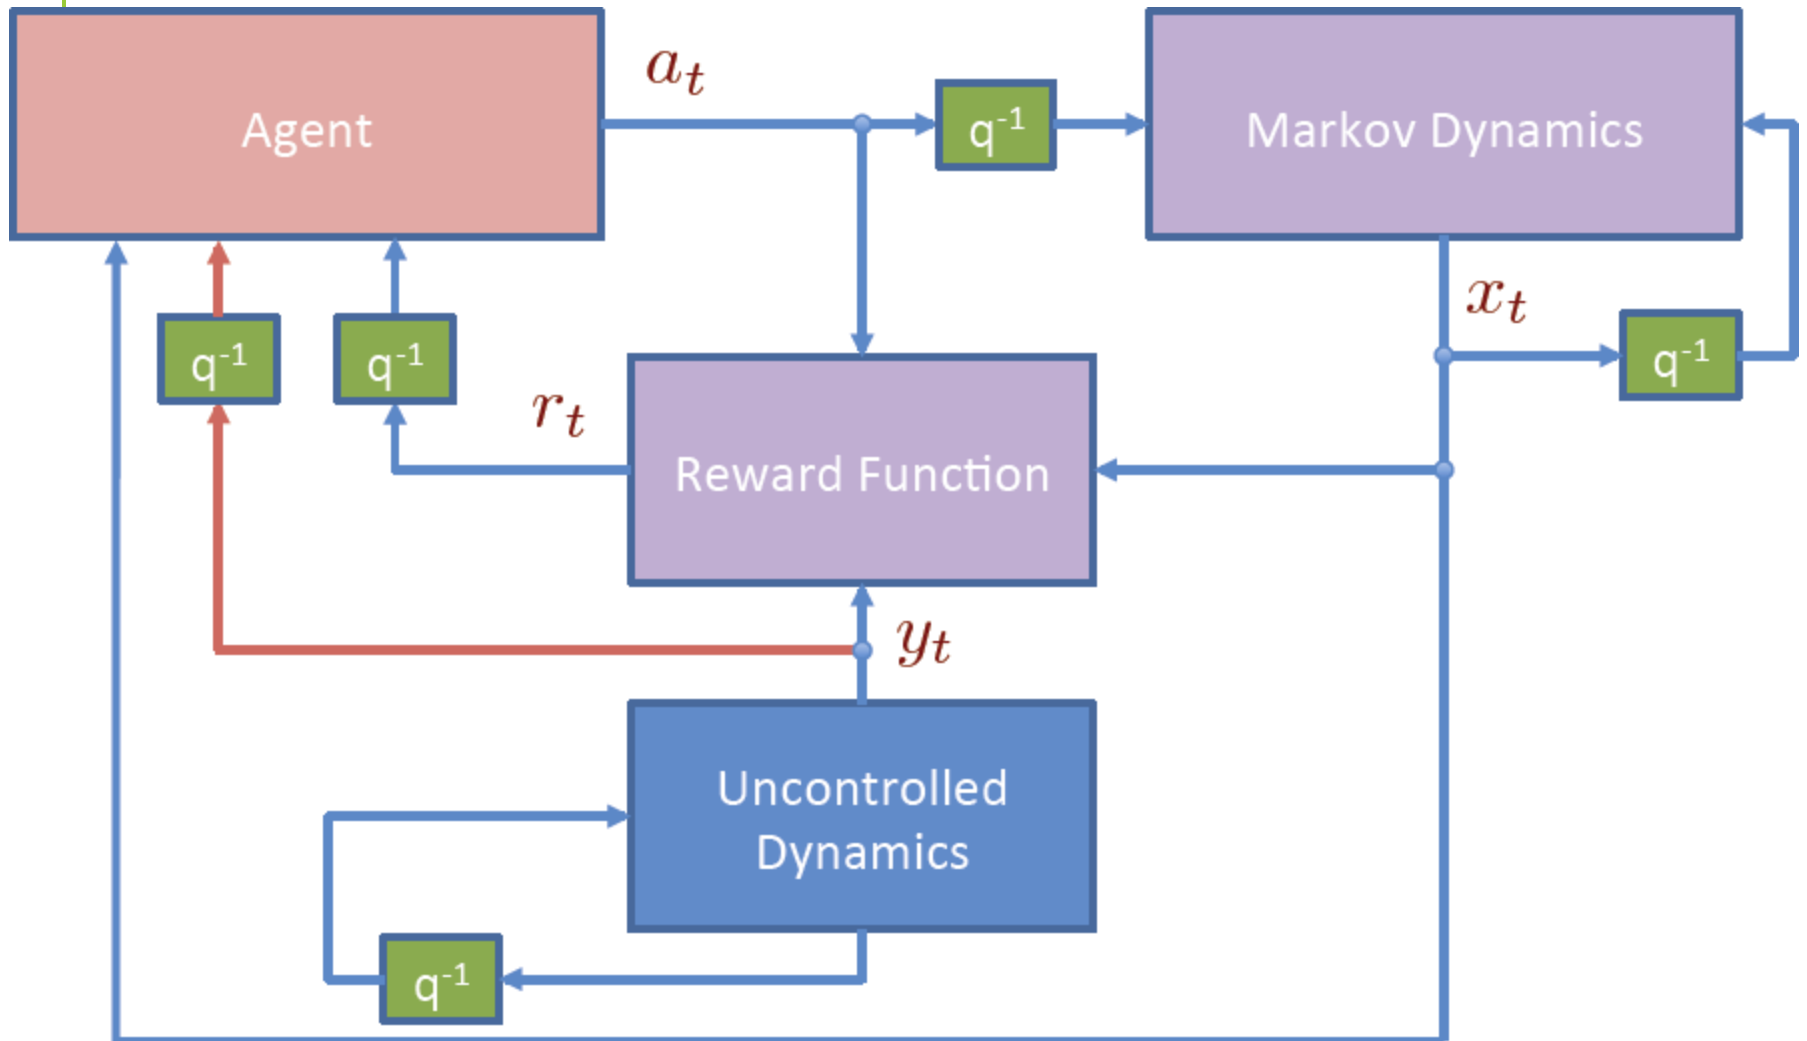 Agent
a_t
q^-1
Markov Dynamics
x_t
q^-1
q^-1
q^-1
r_t
Reward Function
y_t
Uncontrolled
Dynamics
q^-1